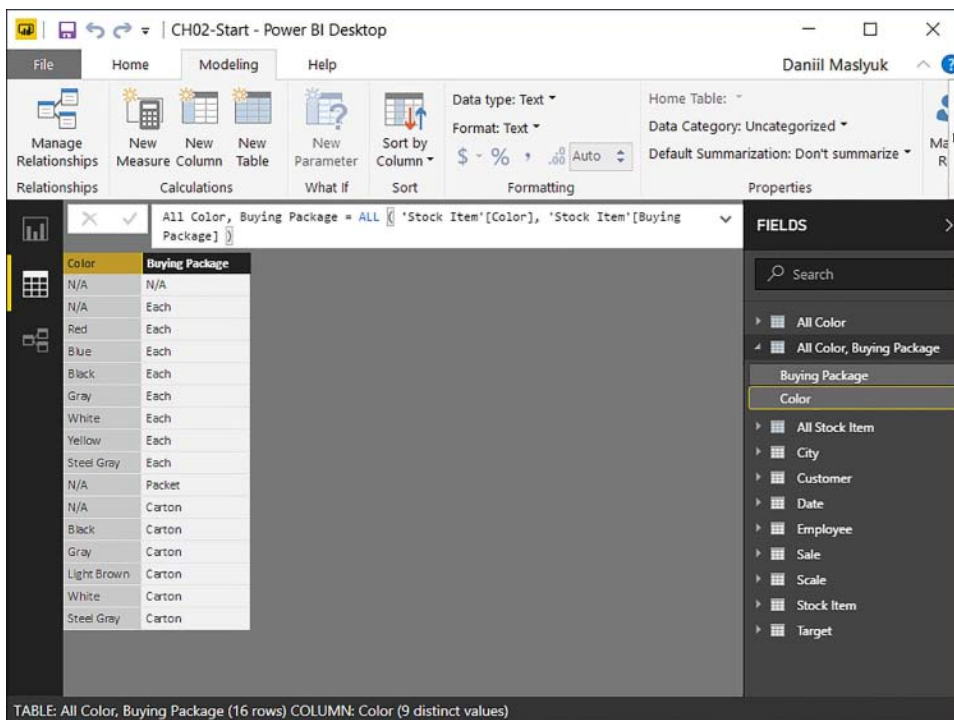 CH02-Start - Power BI Desktop
File Home Modeling Help Daniil Maslyuk
Manage Relationships
New Measure
New Column
New Table
New Parameter
Sort by Column
Data type: Text
Format: Text
$ % , .00 Auto
Home Table:
Data Category: Uncategorized
Default Summarization: Don't summarize
Ma
R
Relationships Calculations What If Sort Formatting Properties
All Color, Buying Package = ALL ( 'Stock Item'[Color], 'Stock Item'[Buying
Package] )
Color Buying Package
N/A N/A
N/A Each
Red Each
Blue Each
Black Each
Gray Each
White Each
Yellow Each
Steel Gray Each
N/A Packet
N/A Carton
Black Carton
Gray Carton
Light Brown Carton
White Carton
Steel Gray Carton
FIELDS
Search
All Color
All Color, Buying Package
Buying Package
Color
All Stock Item
City
Customer
Date
Employee
Sale
Scale
Stock Item
Target
TABLE: All Color, Buying Package (16 rows) COLUMN: Color (9 distinct values)